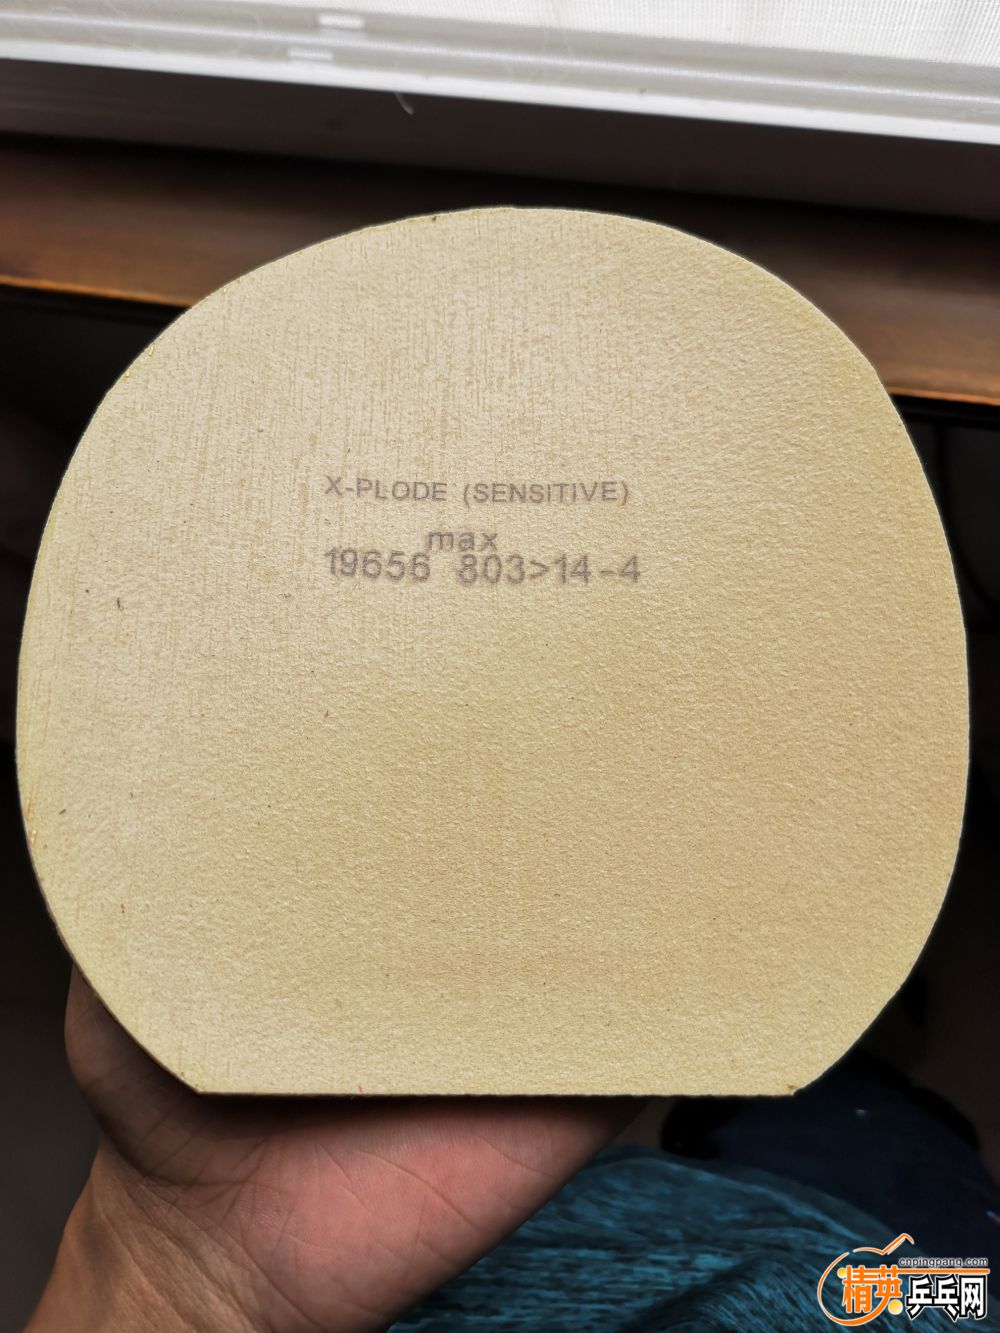 X-PLODE (SENSITIVE)
max
19656 803>14-4
cnpingpang.com
精英乒乓网